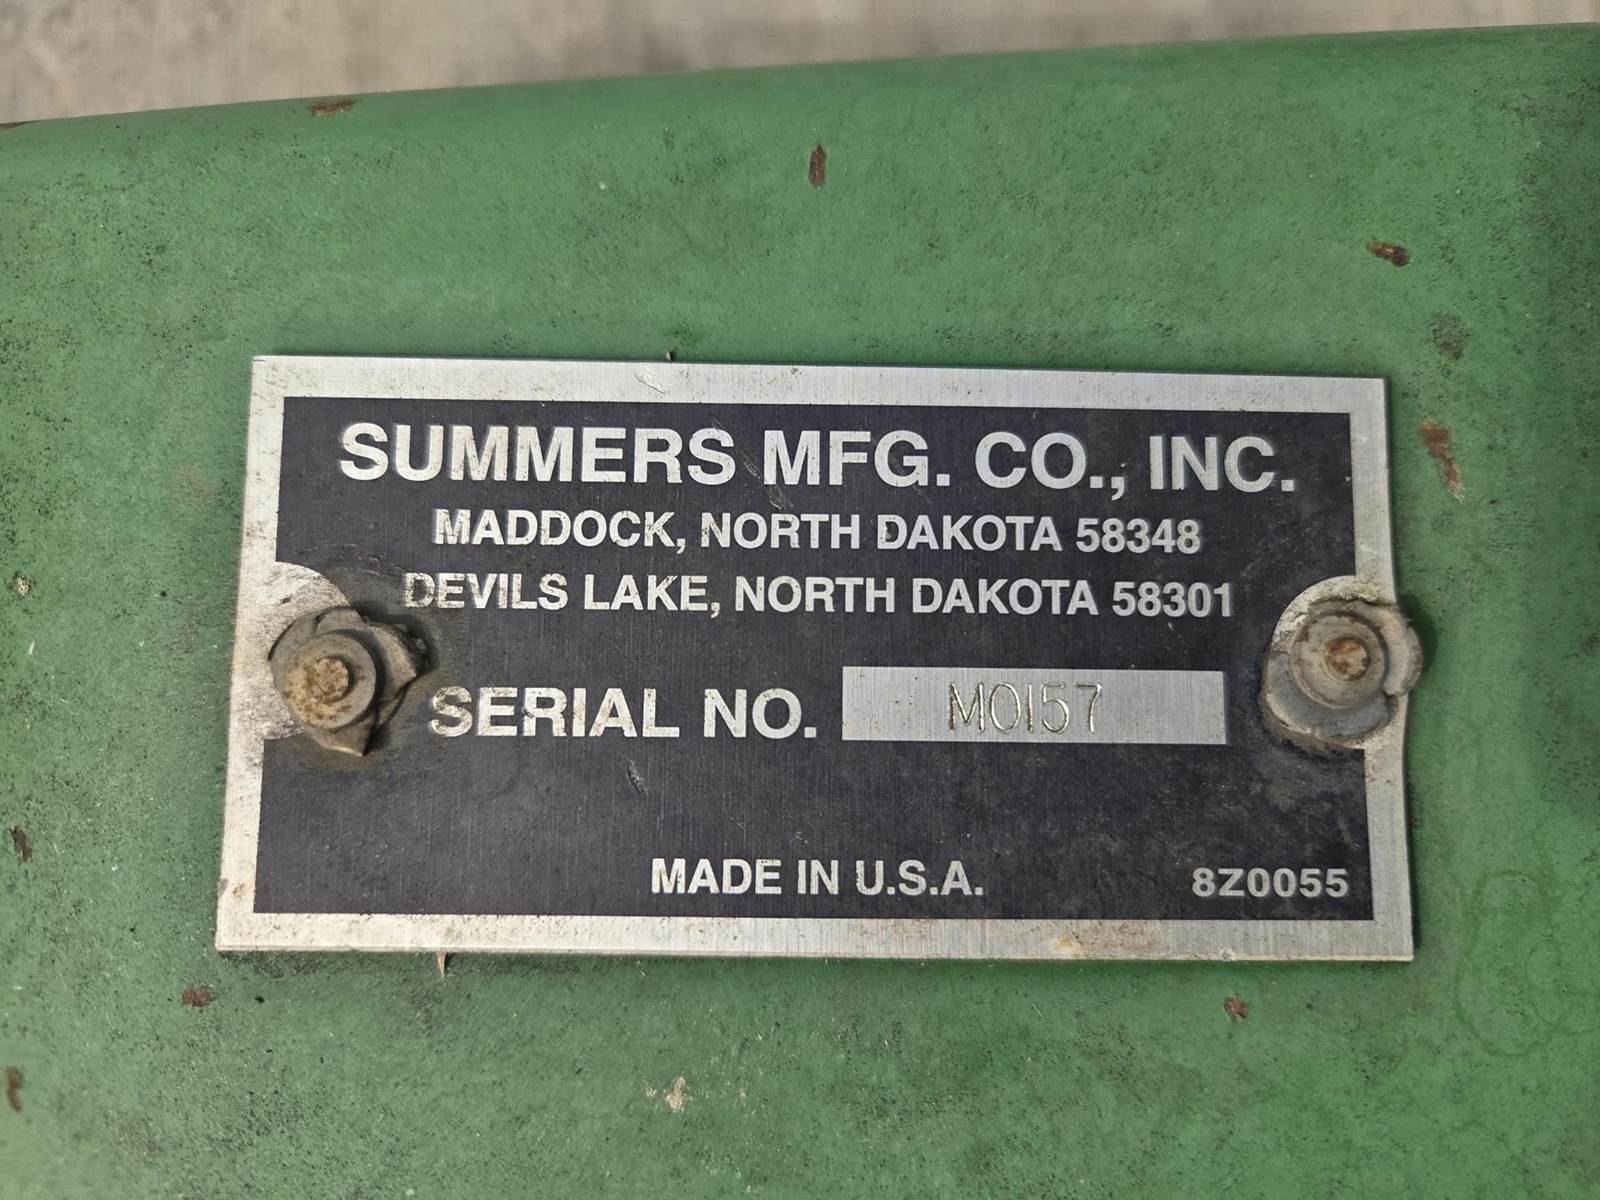 SUMMERS MFG. CO., INC.
MADDOCK, NORTH DAKOTA 58348
DEVILS LAKE, NORTH DAKOTA 58301
SERIAL NO. M0157
MADE IN U.S.A. 8Z0055